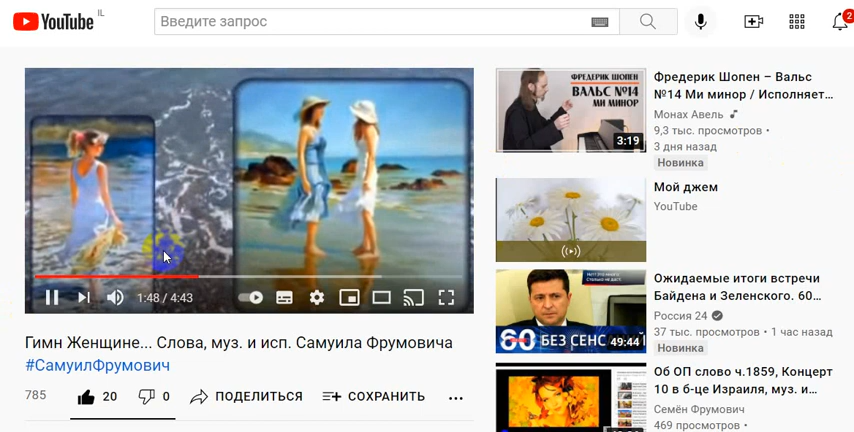 YouTube IL
Введите запрос
2
1:48 / 4:43
Гимн Женщине... Слова, муз. и исп. Самуила Фрумовича
#СамуилФрумович
785
20
0
ПОДЕЛИТЬСЯ
СОХРАНИТЬ
ФРЕДЕРИК ШОПЕН
ВАЛЬС №14
МИ МИНОР
3:19
Фредерик Шопен – Вальс
№14 Ми минор / Исполняет…
Монах Авель
9,3 тыс. просмотров •
3 дня назад
Новинка
Мой джем
YouTube
60 БЕЗ СЕНС
49:44
Ожидаемые итоги встречи
Байдена и Зеленского. 60…
Россия 24
37 тыс. просмотров • 1 час назад
Новинка
Об ОП слово ч.1859, Концерт
10 в б-це Израиля, муз. и…
Семён Фрумович
469 просмотров •